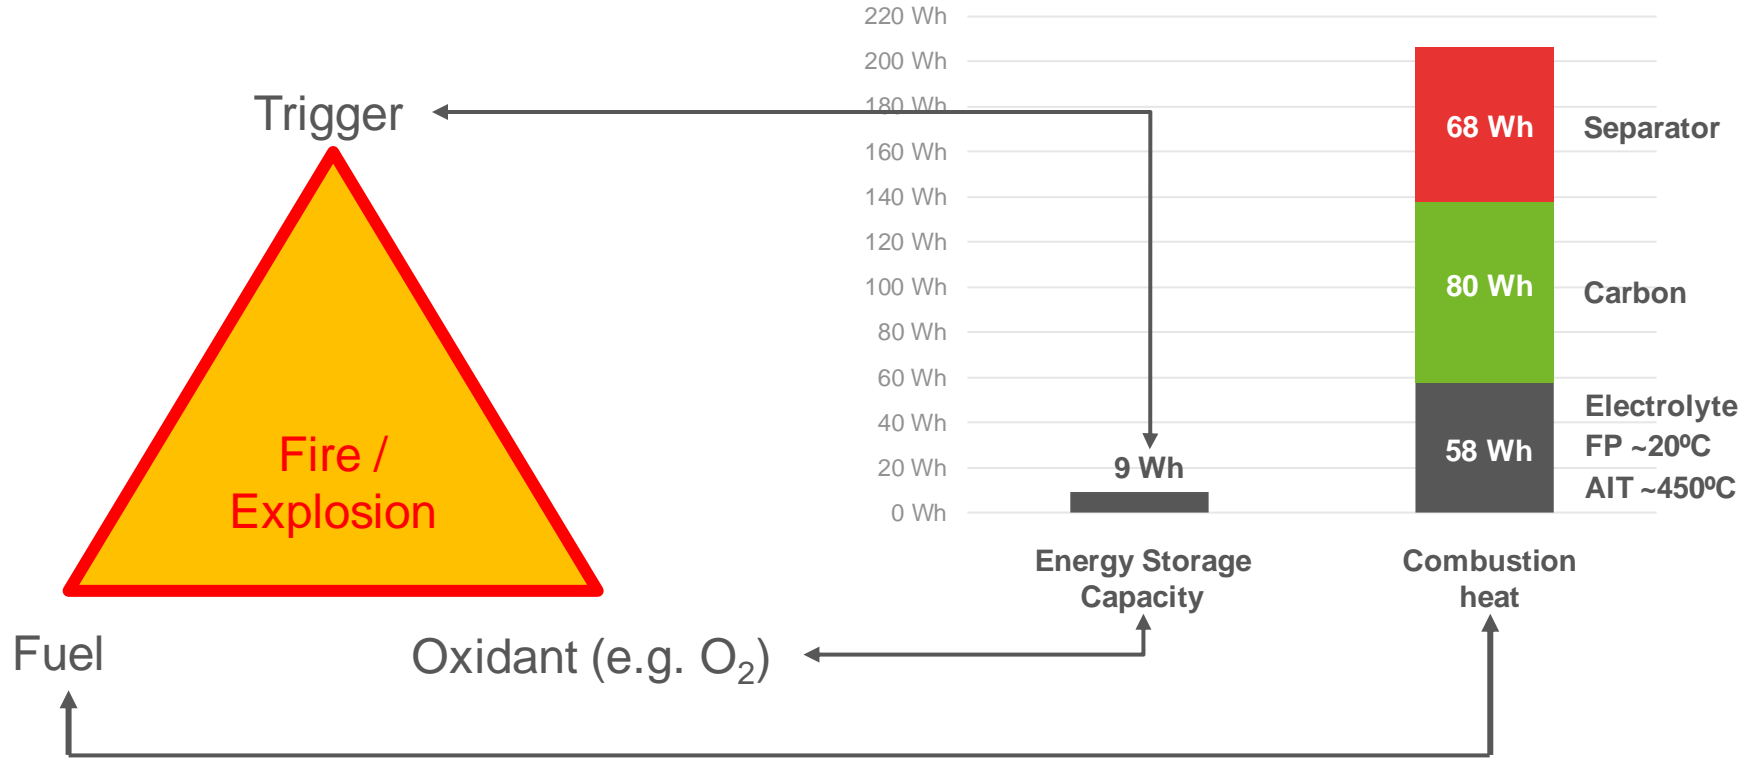 Trigger
Fire /
Explosion
Fuel
Oxidant (e.g. O₂)
220 Wh
200 Wh
180 Wh
160 Wh
140 Wh
120 Wh
100 Wh
80 Wh
60 Wh
40 Wh
20 Wh
0 Wh
9 Wh
68 Wh
80 Wh
58 Wh
Separator
Carbon
Electrolyte
FP ~20ºC
AIT ~450ºC
Energy Storage
Capacity
Combustion
heat